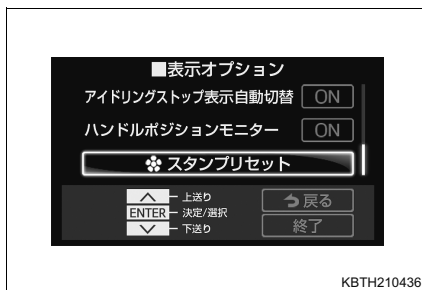 ■表示オプション
アイドリングストップ表示自動切替 ON
ハンドルポジションモニター ON
スタンプリセット
上送り
ENTER 決定/選択
下送り
戻る
終了
KBTH210436